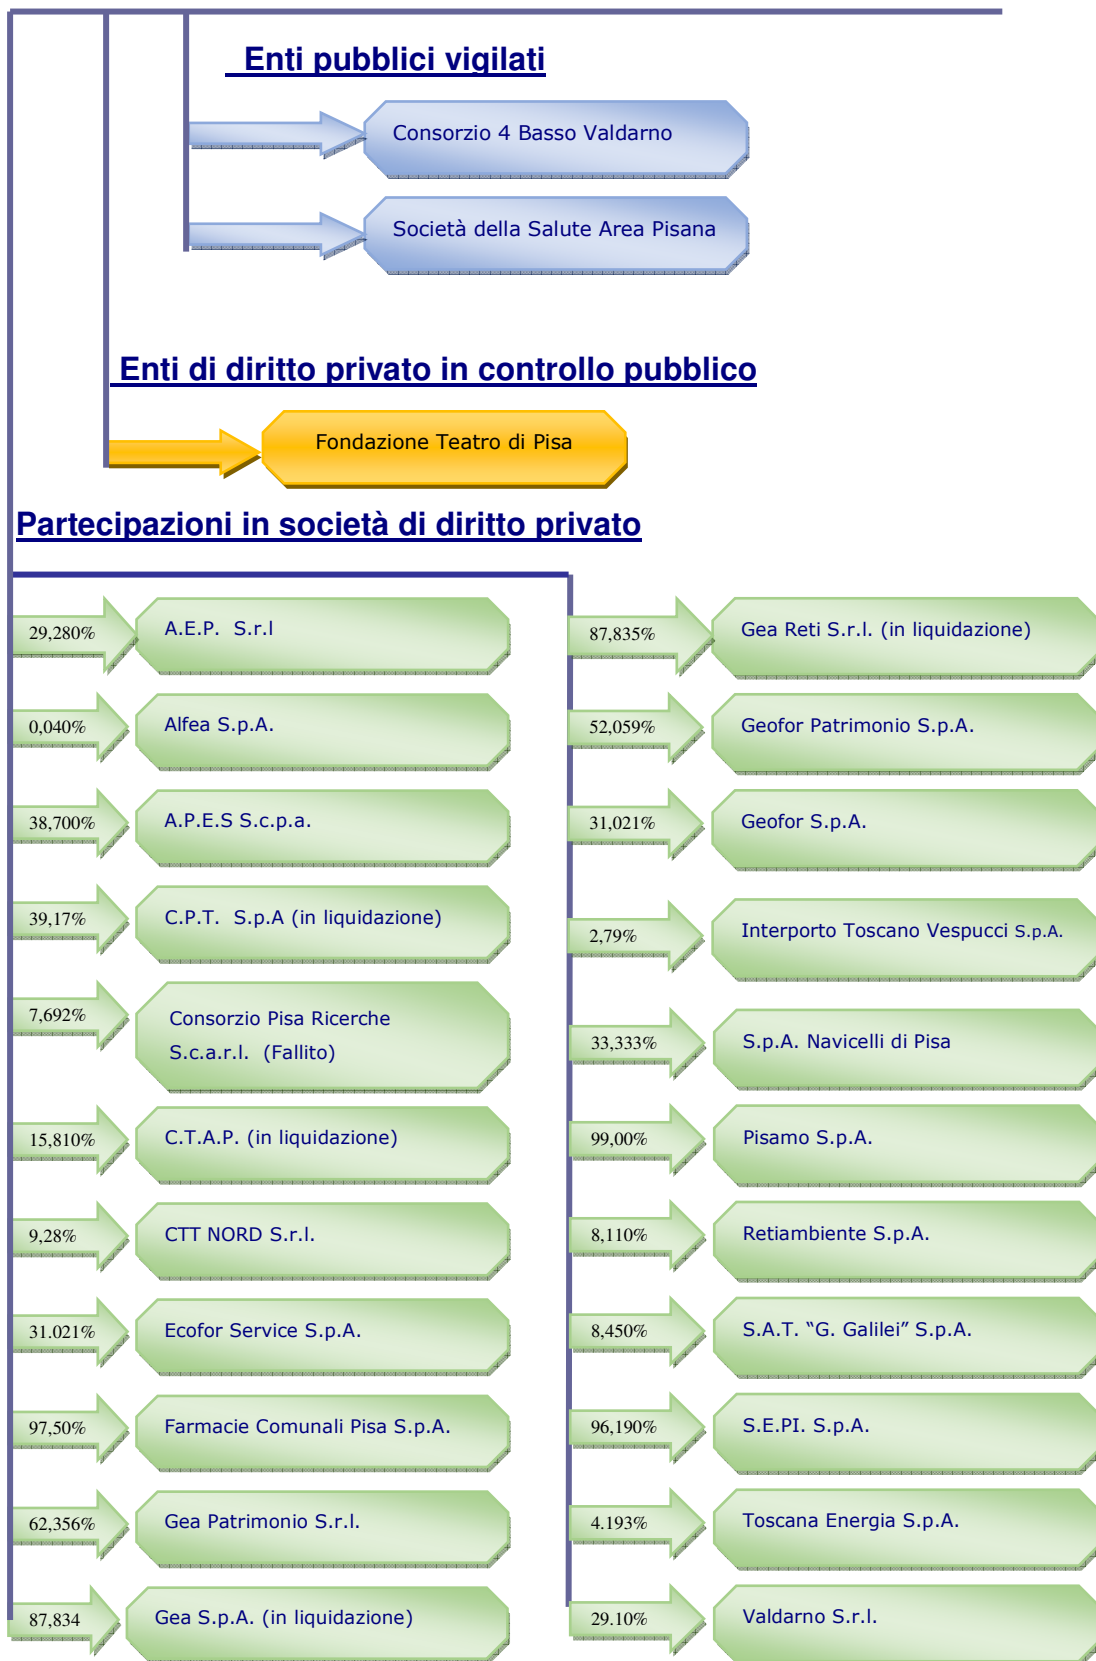 Enti pubblici vigilati
Consorzio 4 Basso Valdarno
Società della Salute Area Pisana
Enti di diritto privato in controllo pubblico
Fondazione Teatro di Pisa
Partecipazioni in società di diritto privato
29,280%
A.E.P. S.r.l
0,040%
Alfea S.p.A.
38,700%
A.P.E.S S.c.p.a.
39,17%
C.P.T. S.p.A (in liquidazione)
7,692%
Consorzio Pisa Ricerche
S.c.a.r.l. (Fallito)
15,810%
C.T.A.P. (in liquidazione)
9,28%
CTT NORD S.r.l.
31.021%
Ecofor Service S.p.A.
97,50%
Farmacie Comunali Pisa S.p.A.
62,356%
Gea Patrimonio S.r.l.
87,834
Gea S.p.A. (in liquidazione)
87,835%
Gea Reti S.r.l. (in liquidazione)
52,059%
Geofor Patrimonio S.p.A.
31,021%
Geofor S.p.A.
2,79%
Interporto Toscano Vespucci S.p.A.
33,333%
S.p.A. Navicelli di Pisa
99,00%
Pisamo S.p.A.
8,110%
Retiambiente S.p.A.
8,450%
S.A.T. “G. Galilei” S.p.A.
96,190%
S.E.PI. S.p.A.
4.193%
Toscana Energia S.p.A.
29.10%
Valdarno S.r.l.